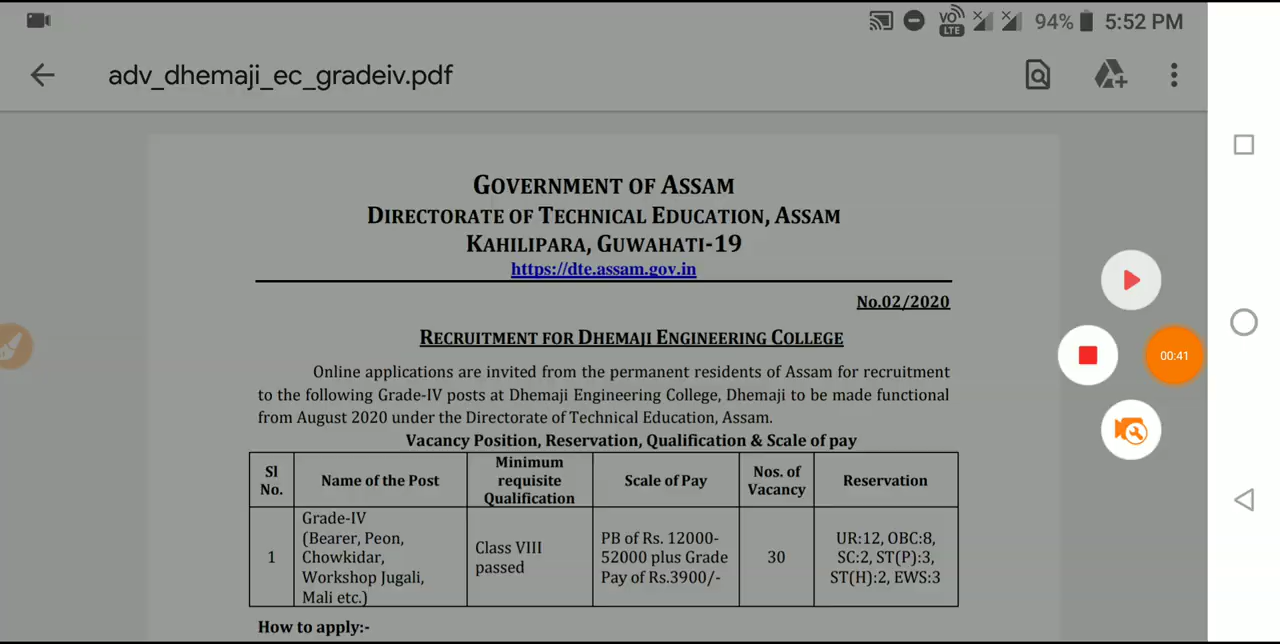 VO
LTE
94%
5:52 PM
adv_dhemaji_ec_gradeiv.pdf
GOVERNMENT OF ASSAM
DIRECTORATE OF TECHNICAL EDUCATION, ASSAM
KAHILIPARA, GUWAHATI-19
https://dte.assam.gov.in
No.02/2020
RECRUITMENT FOR DHEMAJI ENGINEERING COLLEGE
Online applications are invited from the permanent residents of Assam for recruitment
to the following Grade-IV posts at Dhemaji Engineering College, Dhemaji to be made functional
from August 2020 under the Directorate of Technical Education, Assam.
Vacancy Position, Reservation, Qualification & Scale of pay
Sl
No.
Name of the Post
Minimum
requisite
Qualification
Scale of Pay
Nos. of
Vacancy
Reservation
1
Grade-IV
(Bearer, Peon,
Chowkidar,
Workshop Jugali,
Mali etc.)
Class VIII
passed
PB of Rs. 12000-
52000 plus Grade
Pay of Rs.3900/-
30
UR:12, OBC:8,
SC:2, ST(P):3,
ST(H):2, EWS:3
How to apply:-
00:41